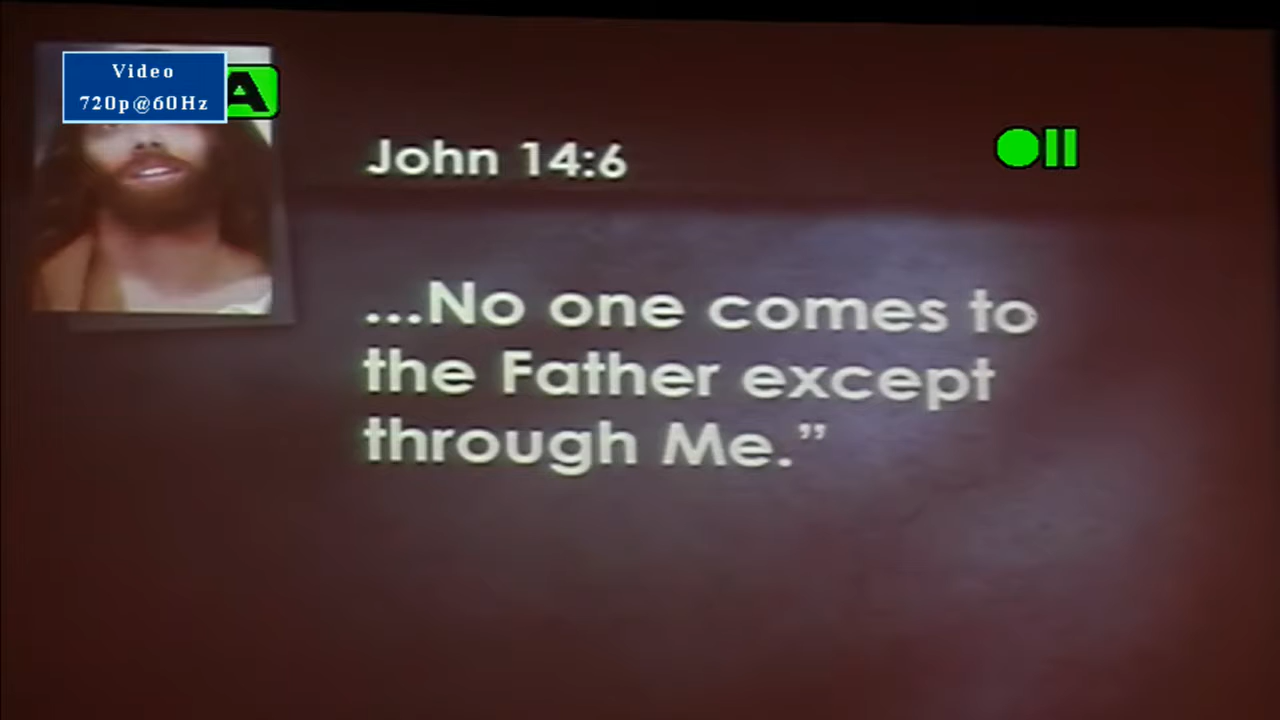 Video
720p@60Hz
A
John 14:6
...No one comes to
the Father except
through Me.”